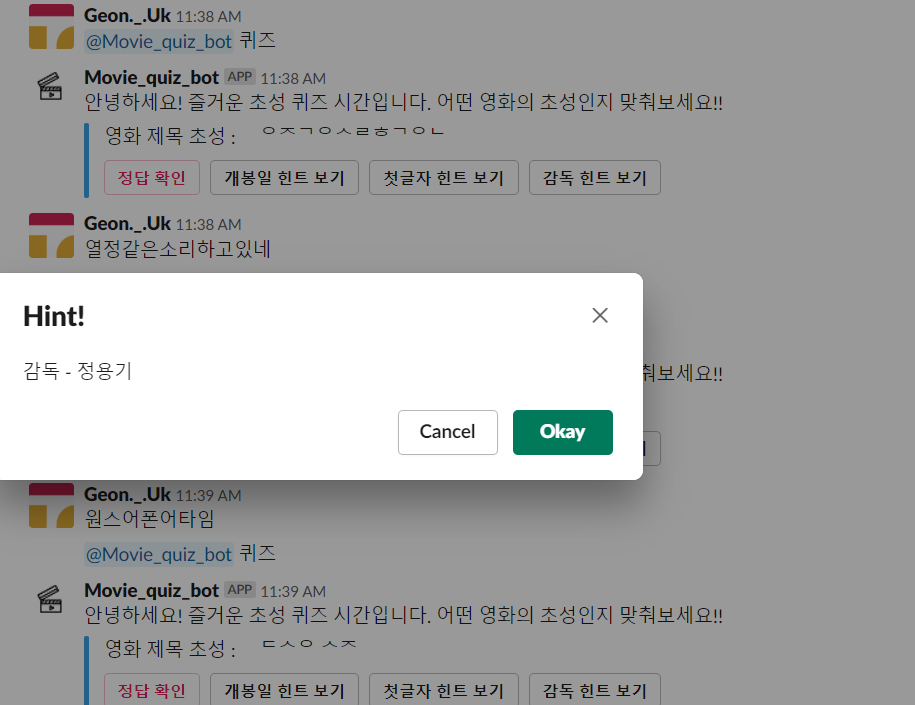 Geon._.Uk 11:38 AM
@Movie_quiz_bot 퀴즈
Movie_quiz_bot APP 11:38 AM
안녕하세요! 즐거운 초성 퀴즈 시간입니다. 어떤 영화의 초성인지 맞춰보세요!!
영화 제목 초성 : ㅇㅈㄱㅇㅅㄹㅎㄱㅇㄴ
정답 확인 개봉일 힌트 보기 첫글자 힌트 보기 감독 힌트 보기
Geon._.Uk 11:38 AM
열정같은소리하고있네
Hint!
감독 - 정용기
춰보세요!!
Cancel Okay
Geon._.Uk 11:39 AM
원스어폰어타임
@Movie_quiz_bot 퀴즈
Movie_quiz_bot APP 11:39 AM
안녕하세요! 즐거운 초성 퀴즈 시간입니다. 어떤 영화의 초성인지 맞춰보세요!!
영화 제목 초성 : ㄷㅅㅇ ㅅㅈ
정답 확인 개봉일 힌트 보기 첫글자 힌트 보기 감독 힌트 보기